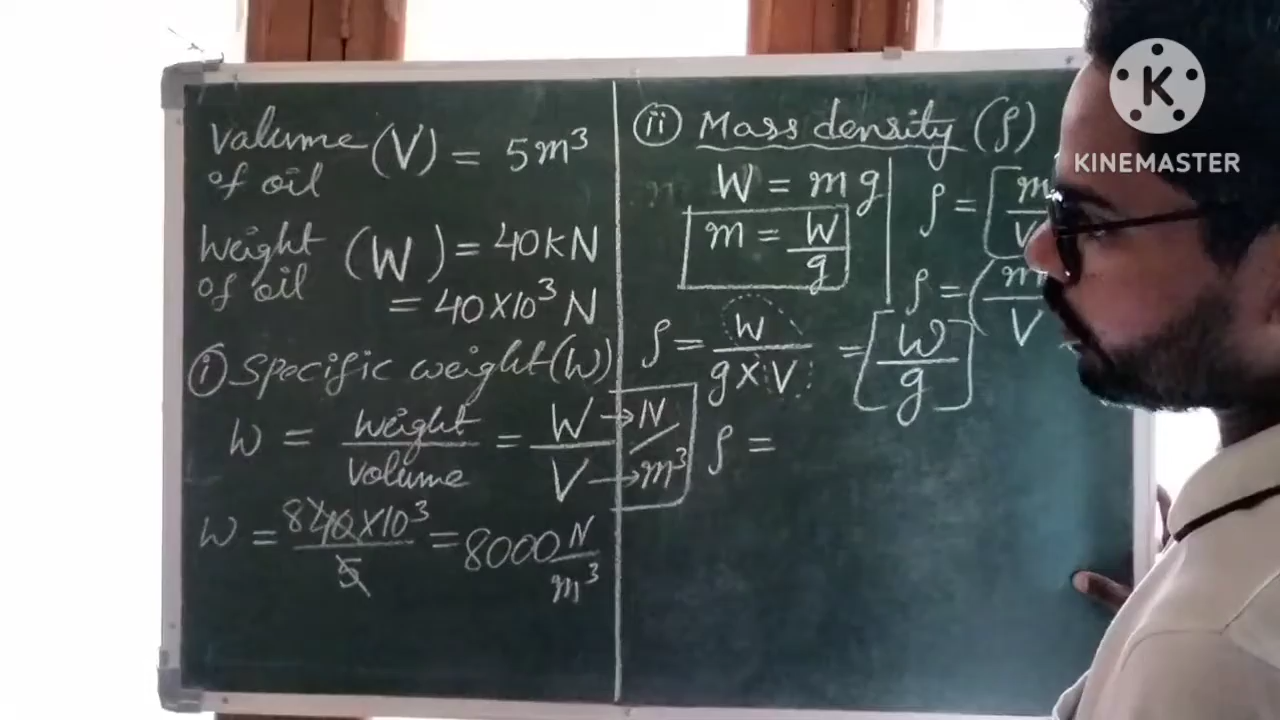 Valume of oil (V) = 5m³
Weight of oil (W) = 40kN
= 40×10³ N
(i) Specific weight (W)
W = weight/volume = W/V → N/m³
W = 8 40×10³/5 = 8000 N/m³
(ii) Mass density (ρ)
W = mg
m = W/g
ρ = [m/V]
ρ = (m/V
ρ = W/(g×V) = [W/g]
ρ =
K
KINEMASTER